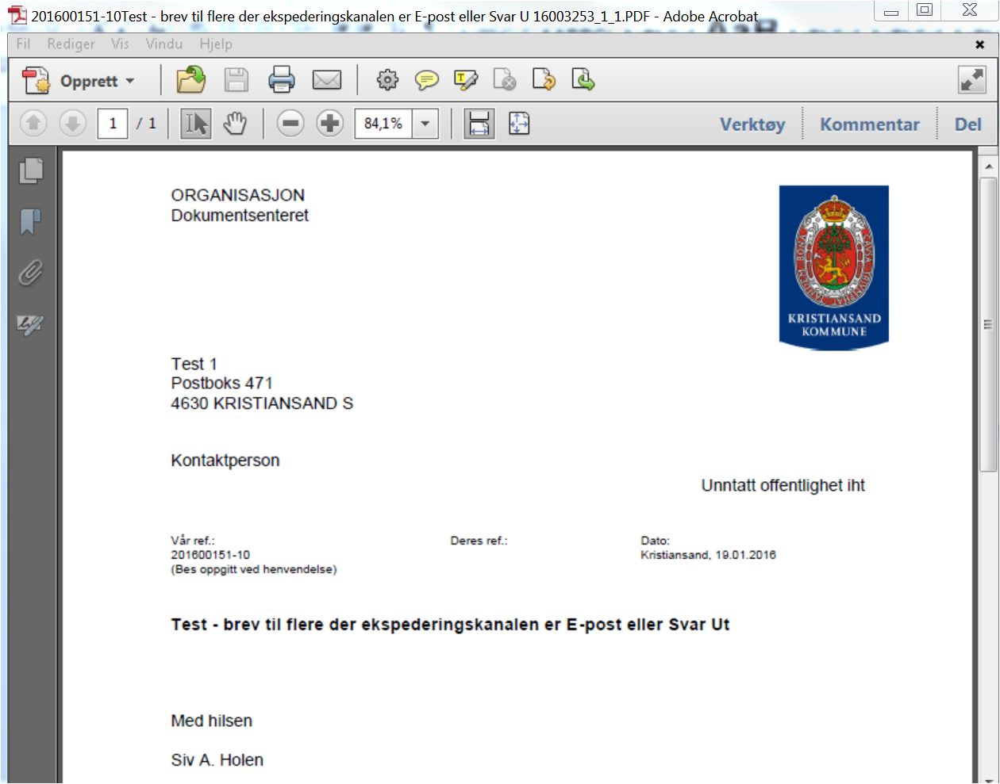 201600151-10Test - brev til flere der ekspederingskanalen er E-post eller Svar U 16003253_1_1.PDF - Adobe Acrobat
Fil Rediger Vis Vindu Hjelp
Opprett
1 / 1 84,1% Verktøy Kommentar Del
ORGANISASJON
Dokumentsenteret
KRISTIANSAND
KOMMUNE
Test 1
Postboks 471
4630 KRISTIANSAND S
Kontaktperson
Unntatt offentlighet iht
Vår ref.: Deres ref.: Dato:
201600151-10 Kristiansand, 19.01.2016
(Bes oppgitt ved henvendelse)
Test - brev til flere der ekspederingskanalen er E-post eller Svar Ut
Med hilsen
Siv A. Holen